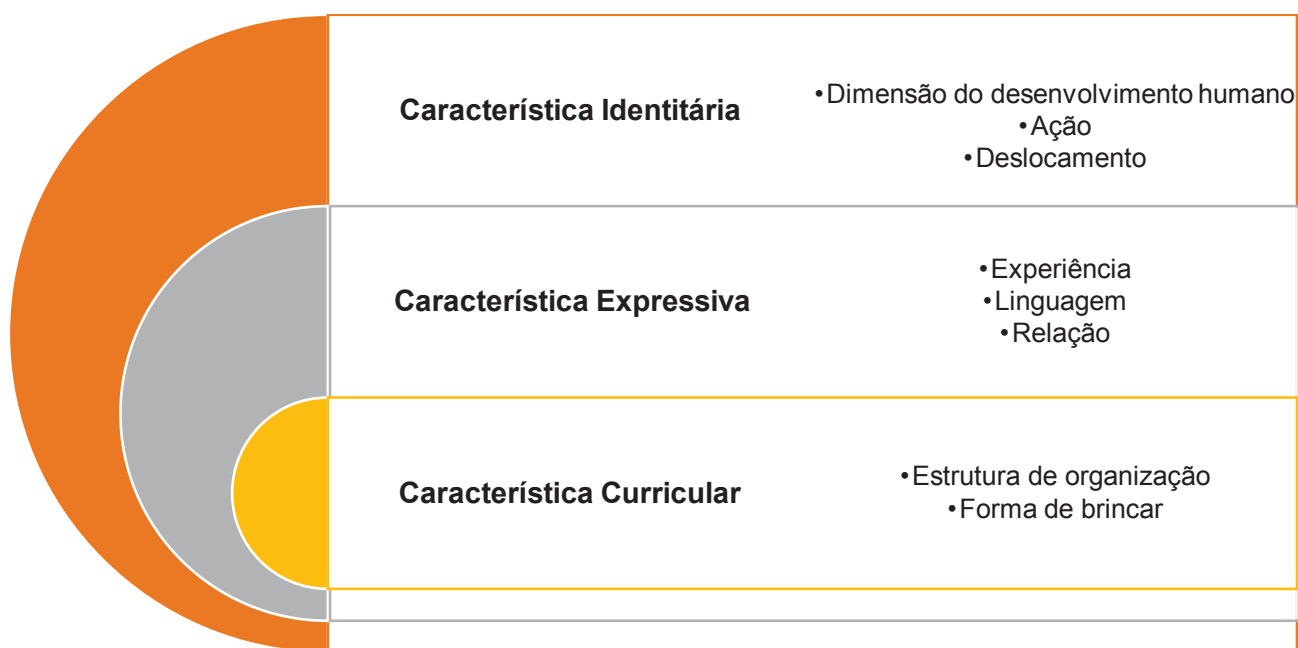 Característica Identitária
•Dimensão do desenvolvimento humano
•Ação
•Deslocamento
Característica Expressiva
•Experiência
•Linguagem
•Relação
Característica Curricular
•Estrutura de organização
•Forma de brincar